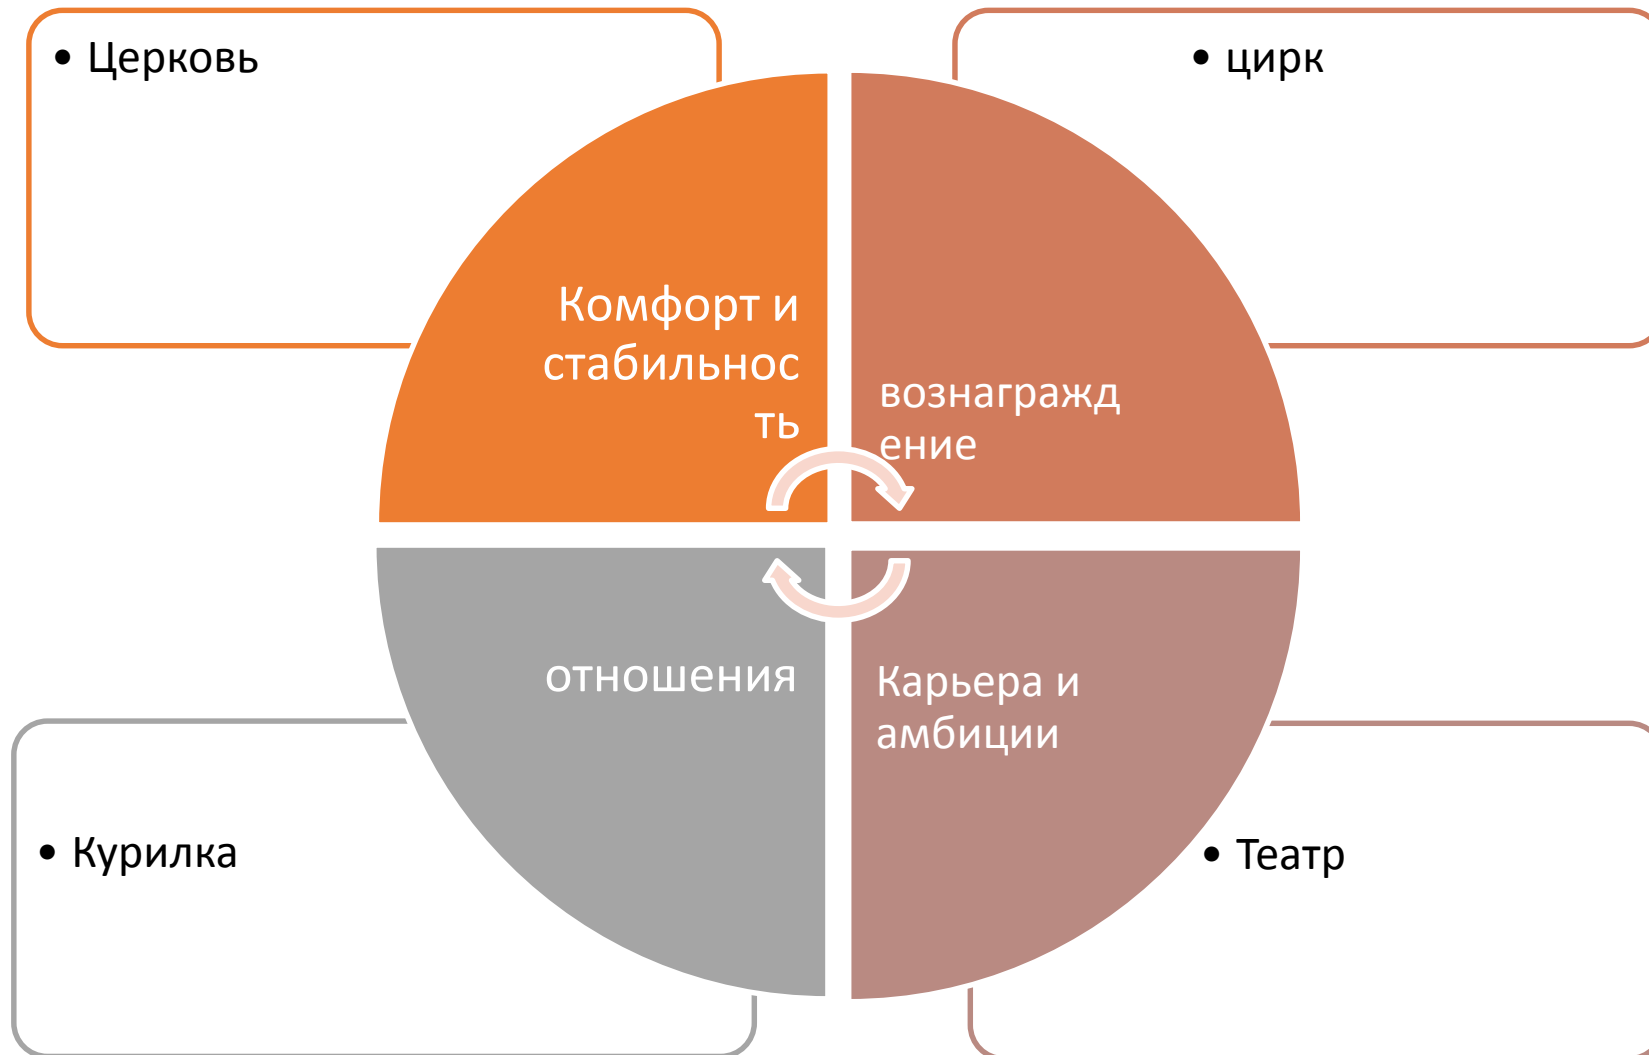 • Церковь
• цирк
Комфорт и
стабильнос
ть
вознагражд
ение
отношения
Карьера и
амбиции
• Курилка
• Театр